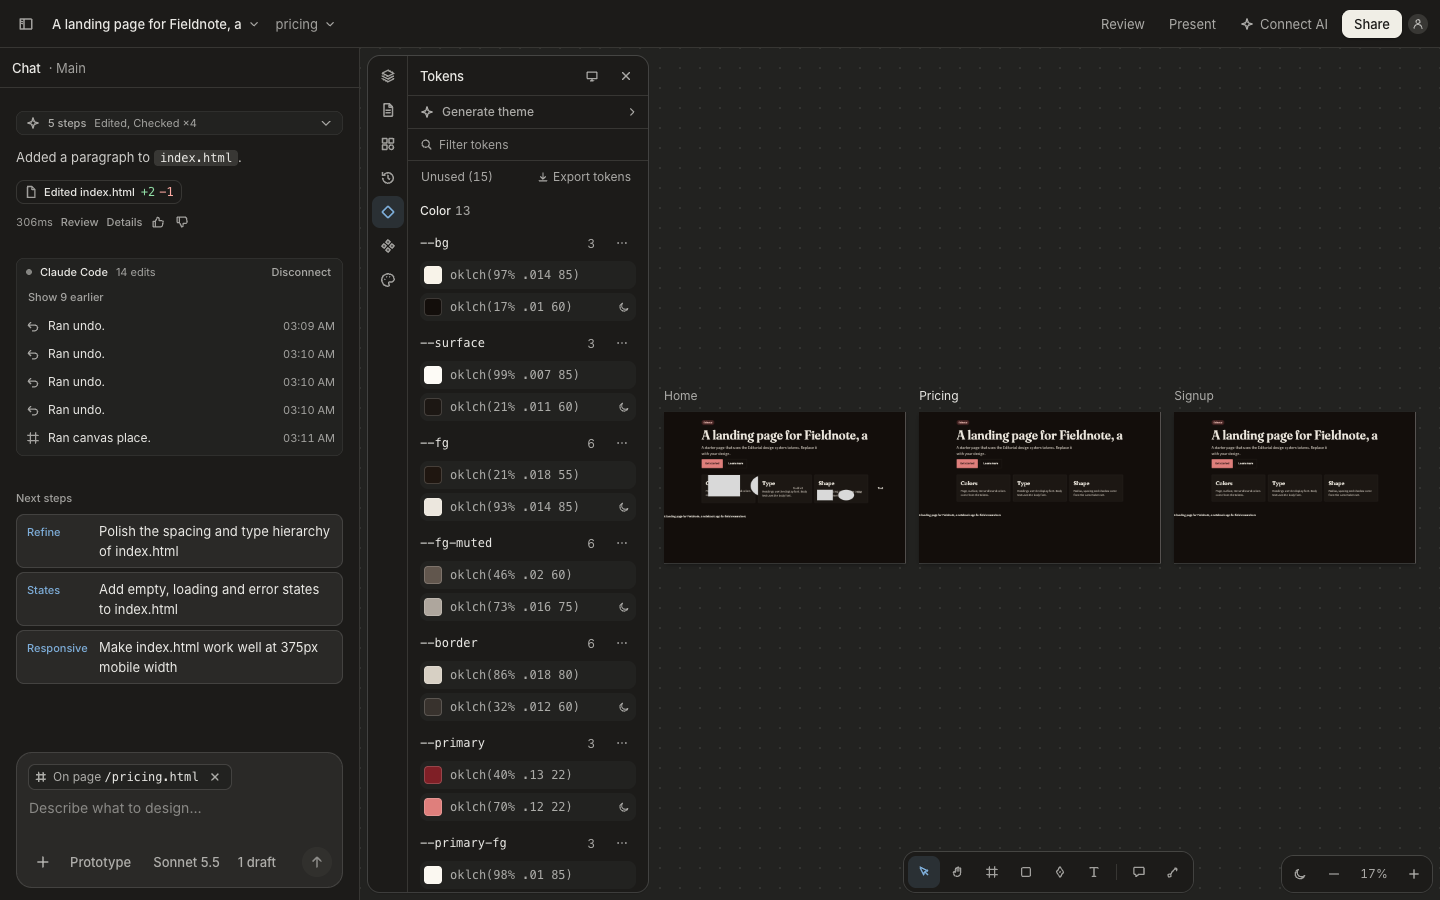 A landing page for Fieldnote, a
pricing
Review
Present
Connect AI
Share
Chat · Main
5 steps Edited, Checked ×4
Added a paragraph to index.html.
Edited index.html +2 −1
306ms Review Details
Claude Code 14 edits Disconnect
Show 9 earlier
Ran undo. 03:09 AM
Ran undo. 03:10 AM
Ran undo. 03:10 AM
Ran undo. 03:10 AM
Ran canvas place. 03:11 AM
Next steps
Refine Polish the spacing and type hierarchy
of index.html
States Add empty, loading and error states
to index.html
Responsive Make index.html work well at 375px
mobile width
On page /pricing.html
Describe what to design...
Prototype Sonnet 5.5 1 draft
Tokens
Generate theme
Filter tokens
Unused (15) Export tokens
Color 13
--bg 3
oklch(97% .014 85)
oklch(17% .01 60)
--surface 3
oklch(99% .007 85)
oklch(21% .011 60)
--fg 6
oklch(21% .018 55)
oklch(93% .014 85)
--fg-muted 6
oklch(46% .02 60)
oklch(73% .016 75)
--border 6
oklch(86% .018 80)
oklch(32% .012 60)
--primary 3
oklch(40% .13 22)
oklch(70% .12 22)
--primary-fg 3
oklch(98% .01 85)
Home
A landing page for Fieldnote, a
Type
Shape
Pricing
A landing page for Fieldnote, a
Colors Type Shape
Signup
A landing page for Fieldnote, a
Colors Type Shape
17%